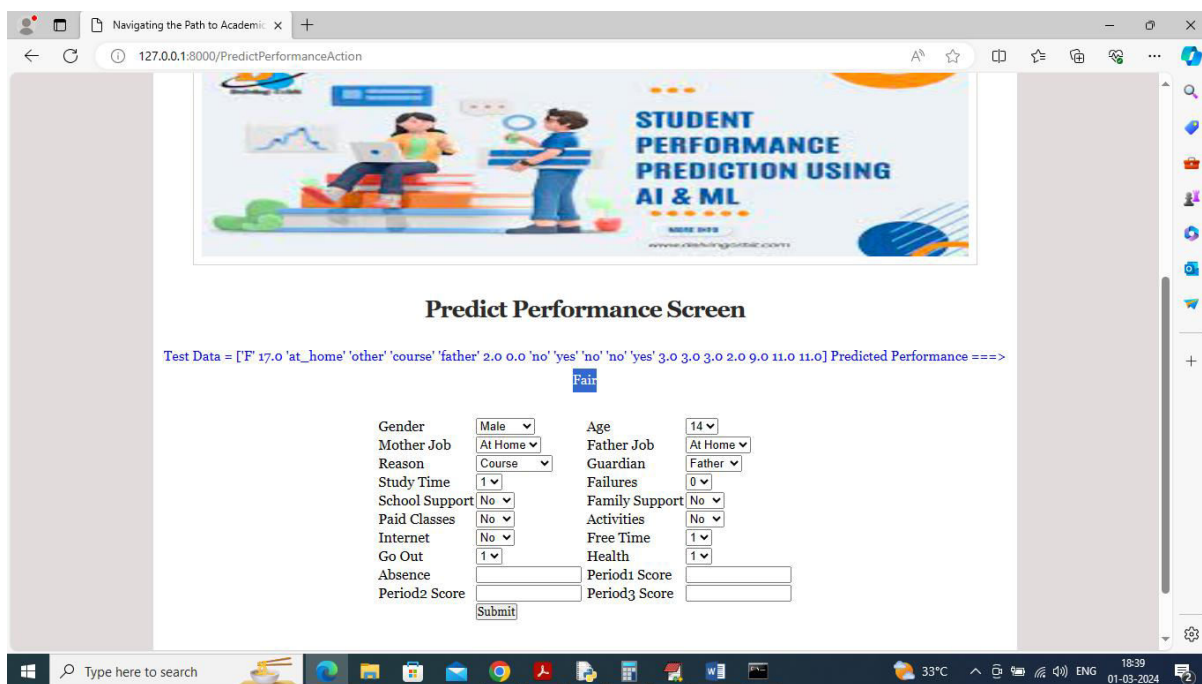 Navigating the Path to Academic
127.0.0.1:8000/PredictPerformanceAction
STUDENT
PERFORMANCE
PREDICTION USING
AI & ML
MORE INFO
Predict Performance Screen
Test Data = ['F' 17.0 'at_home' 'other' 'course' 'father' 2.0 0.0 'no' 'yes' 'no' 'no' 'yes' 3.0 3.0 3.0 2.0 9.0 11.0 11.0] Predicted Performance ===>
Fair
Gender Male Age 14
Mother Job At Home Father Job At Home
Reason Course Guardian Father
Study Time 1 Failures 0
School Support No Family Support No
Paid Classes No Activities No
Internet No Free Time 1
Go Out 1 Health 1
Absence Period1 Score
Period2 Score Period3 Score
Submit
Type here to search 33°C ENG 18:39
01-03-2024